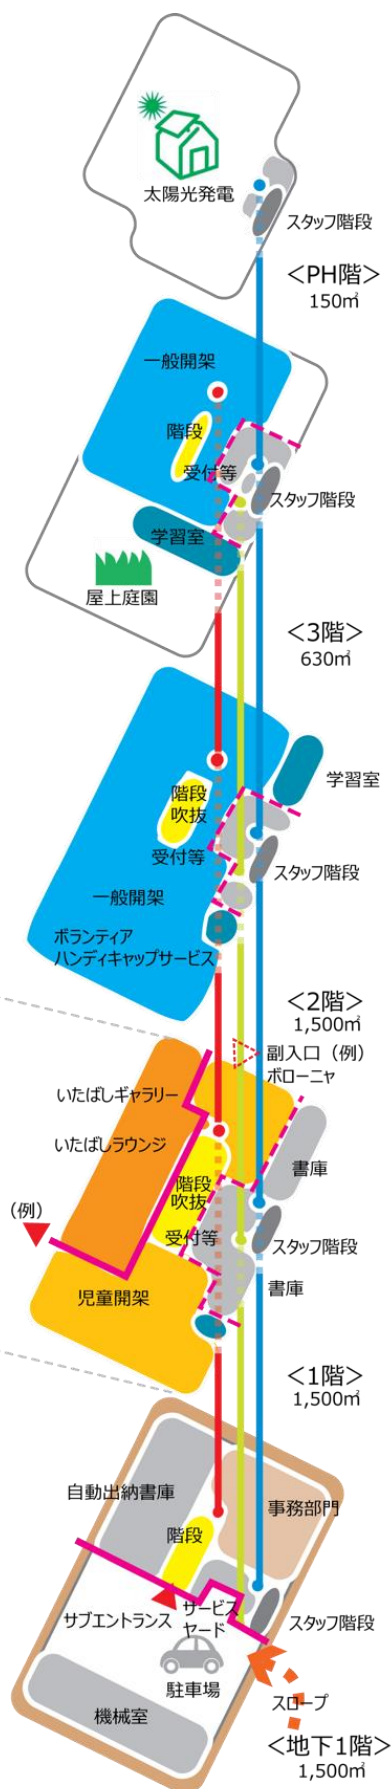 太陽光発電
スタッフ階段
<PH階>
150㎡
一般開架
階段
受付等
スタッフ階段
学習室
屋上庭園
<3階>
630㎡
学習室
階段
吹抜
受付等
スタッフ階段
一般開架
ボランティア
ハンディキャップサービス
<2階>
1,500㎡
副入口（例）
ボローニャ
いたばしギャラリー
いたばしラウンジ
書庫
階段
吹抜
（例）
受付等
スタッフ階段
書庫
児童開架
<1階>
1,500㎡
自動出納書庫
事務部門
階段
サブエントランス
サービス
ヤード
スタッフ階段
駐車場
スロープ
機械室
<地下1階>
1,500㎡